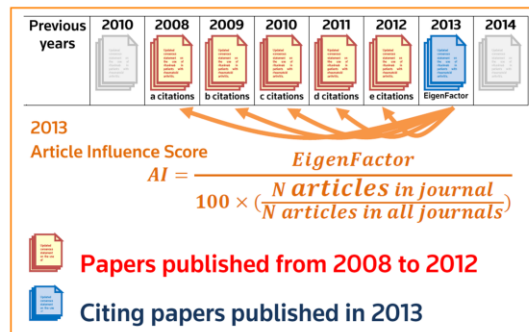 Previous years
2010
2008
2009
2010
2011
2012
2013
2014
a citations
b citations
c citations
d citations
e citations
EigenFactor
2013
Article Influence Score
AI = EigenFactor / 100 × (N articles in journal / N articles in all journals)
Papers published from 2008 to 2012
Citing papers published in 2013